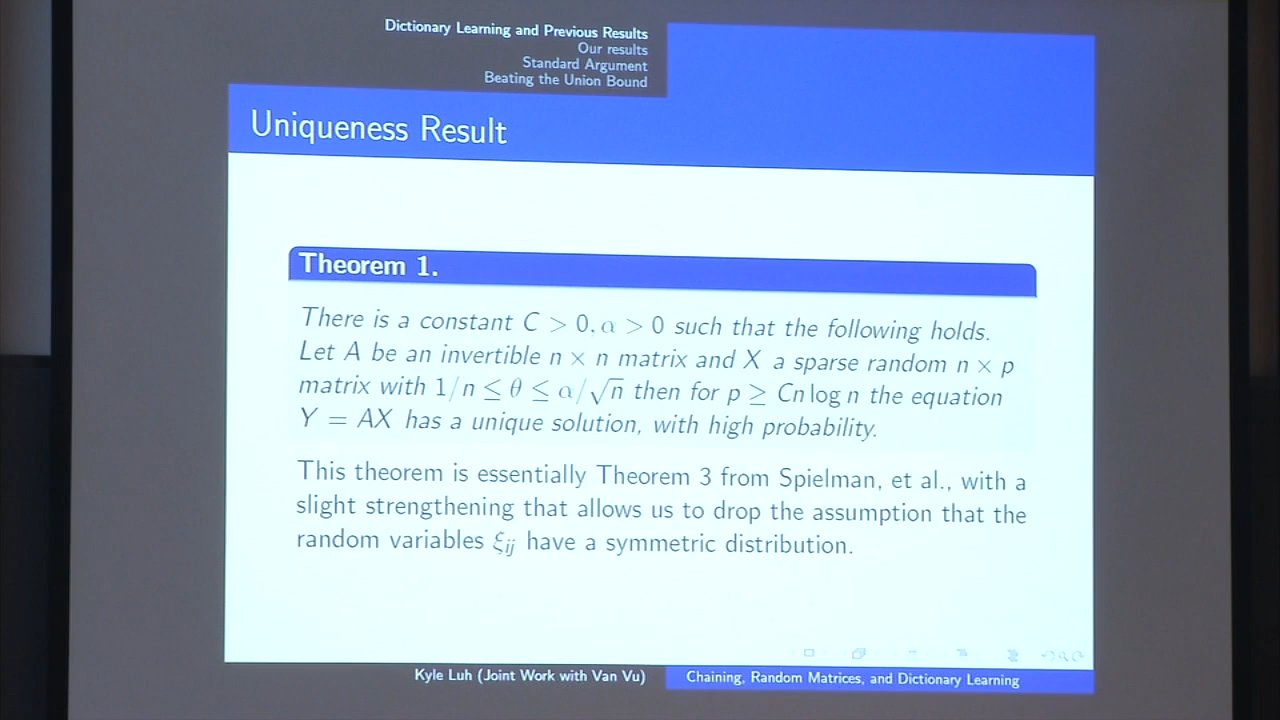 Dictionary Learning and Previous Results
Our results
Standard Argument
Beating the Union Bound
Uniqueness Result
Theorem 1.
There is a constant C > 0, α > 0 such that the following holds.
Let A be an invertible n × n matrix and X a sparse random n × p
matrix with 1/n ≤ θ ≤ α/√n then for p ≥ Cn log n the equation
Y = AX has a unique solution, with high probability.
This theorem is essentially Theorem 3 from Spielman, et al., with a
slight strengthening that allows us to drop the assumption that the
random variables ξij have a symmetric distribution.
Kyle Luh (Joint Work with Van Vu)
Chaining, Random Matrices, and Dictionary Learning